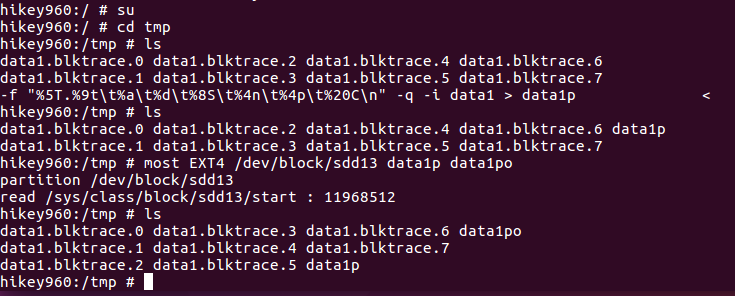 hikey960:/ # su
hikey960:/ # cd tmp
hikey960:/tmp # ls
data1.blktrace.0 data1.blktrace.2 data1.blktrace.4 data1.blktrace.6
data1.blktrace.1 data1.blktrace.3 data1.blktrace.5 data1.blktrace.7
-f "%5T.%9t\t%a\t%d\t%8S\t%4n\t%4p\t%20C\n" -q -i data1 > data1p <
hikey960:/tmp # ls
data1.blktrace.0 data1.blktrace.2 data1.blktrace.4 data1.blktrace.6 data1p
data1.blktrace.1 data1.blktrace.3 data1.blktrace.5 data1.blktrace.7
hikey960:/tmp # most EXT4 /dev/block/sdd13 data1p data1po
partition /dev/block/sdd13
read /sys/class/block/sdd13/start : 11968512
hikey960:/tmp # ls
data1.blktrace.0 data1.blktrace.3 data1.blktrace.6 data1po
data1.blktrace.1 data1.blktrace.4 data1.blktrace.7
data1.blktrace.2 data1.blktrace.5 data1p
hikey960:/tmp #